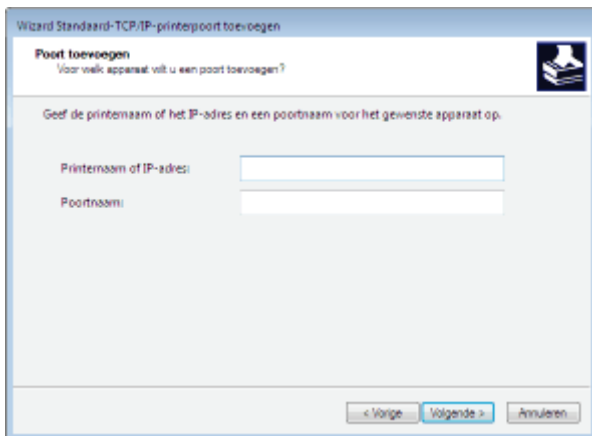 Wizard Standaard-TCP/IP-printerpoort toevoegen
Poort toevoegen
Voor welk apparaat wilt u een poort toevoegen?
Geef de printernaam of het IP-adres en een poortnaam voor het gewenste apparaat op.
Printernaam of IP-adres:
Poortnaam:
< Vorige
Volgende >
Annuleren